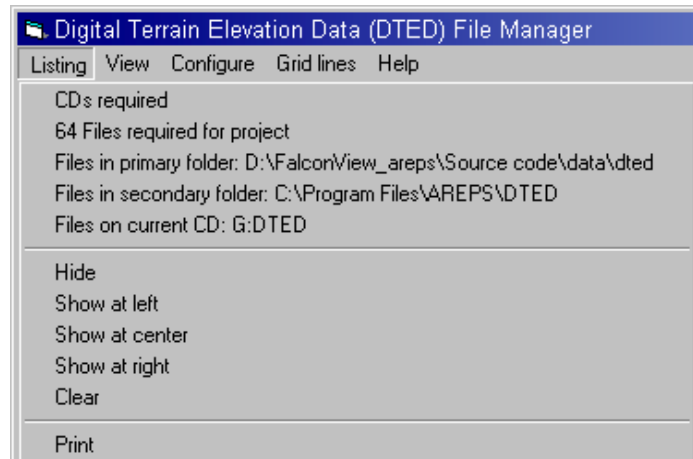 Digital Terrain Elevation Data (DTED) File Manager
Listing View Configure Grid lines Help
CDs required
64 Files required for project
Files in primary folder: D:\FalconView_areps\Source code\data\dted
Files in secondary folder: C:\Program Files\AREPS\DTED
Files on current CD: G:DTED
Hide
Show at left
Show at center
Show at right
Clear
Print